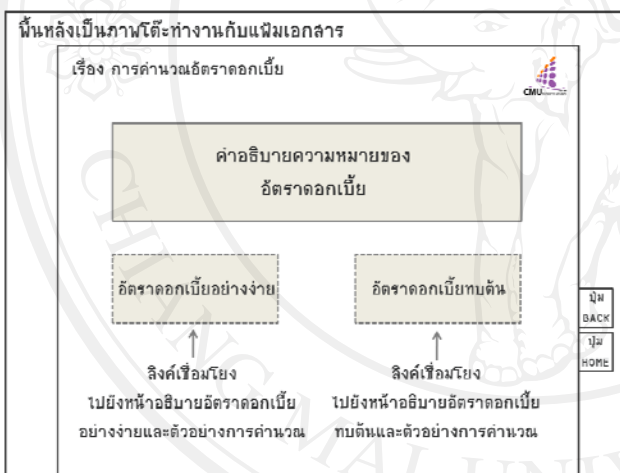 พื้นหลังเป็นภาพโต๊ะทำงานกับแฟ้มเอกสาร
เรื่อง การคำนวณอัตราดอกเบี้ย
CMU
คำอธิบายความหมายของ
อัตราดอกเบี้ย
อัตราดอกเบี้ยอย่างง่าย
อัตราดอกเบี้ยทบต้น
ปุ่ม
BACK
ปุ่ม
HOME
ลิงค์เชื่อมโยง
ไปยังหน้าอธิบายอัตราดอกเบี้ย
อย่างง่ายและตัวอย่างการคำนวณ
ลิงค์เชื่อมโยง
ไปยังหน้าอธิบายอัตราดอกเบี้ย
ทบต้นและตัวอย่างการคำนวณ
CHIANG MAI UNIV